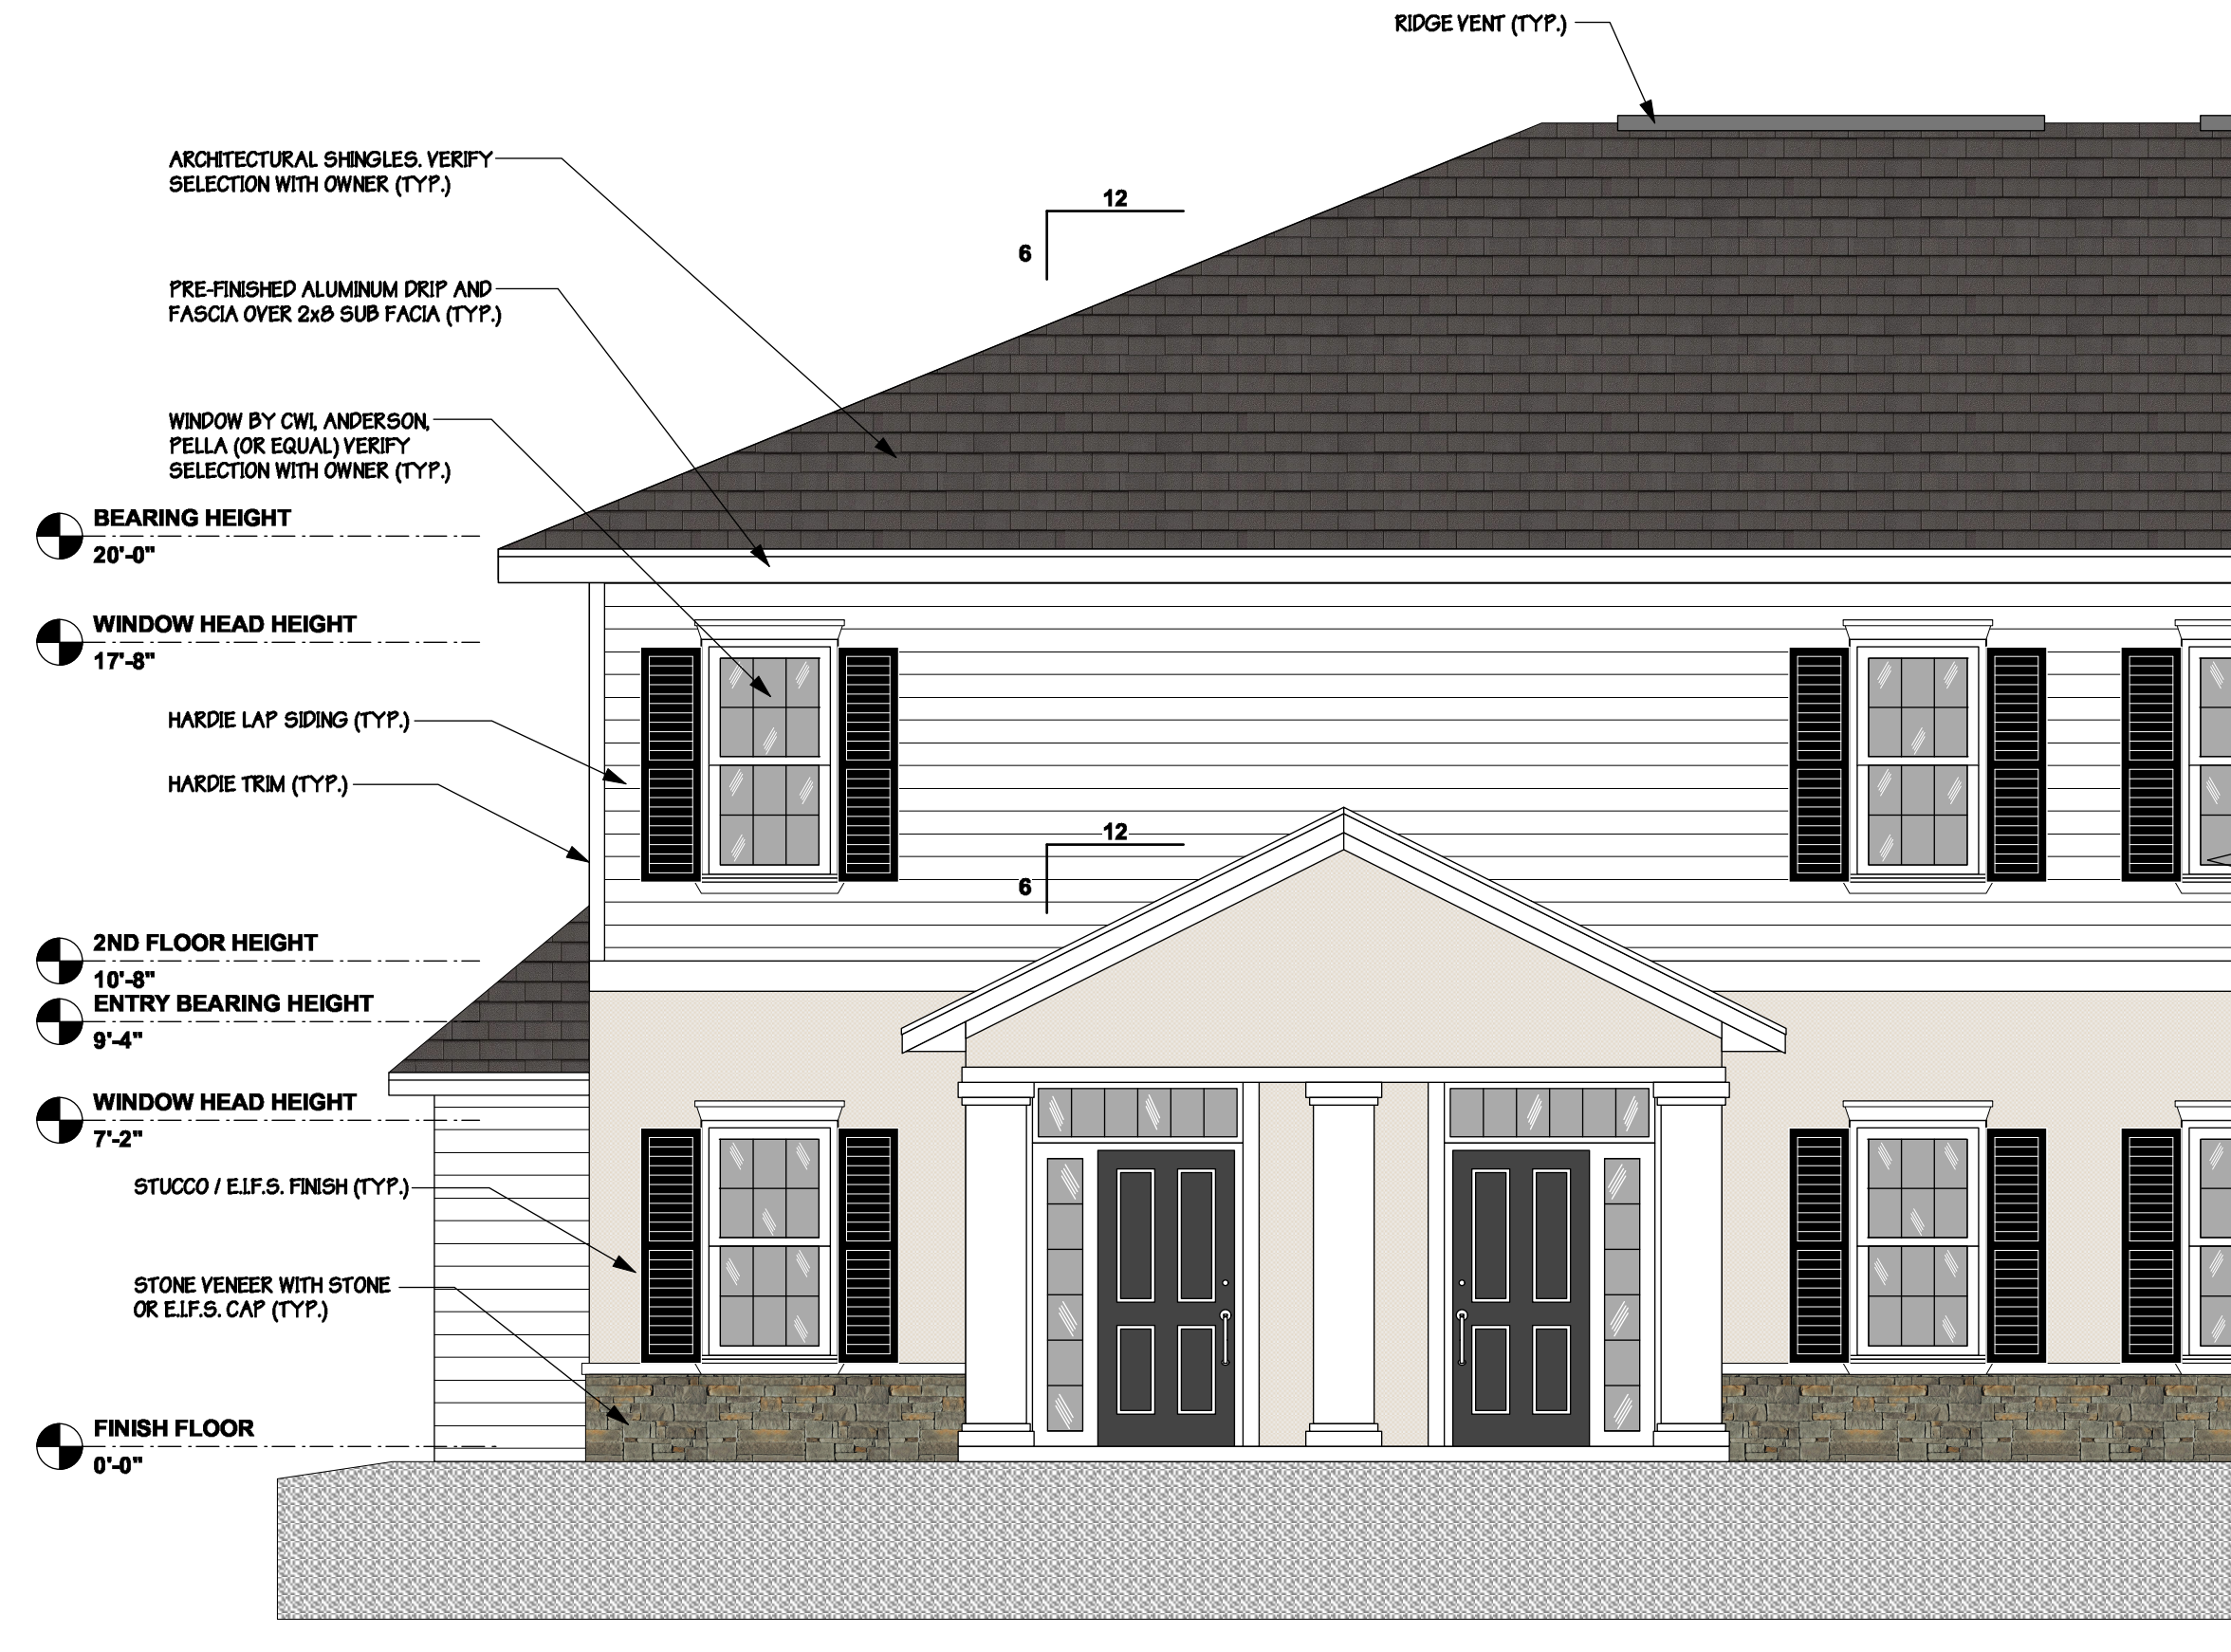 RIDGE VENT (TYP.)
ARCHITECTURAL SHINGLES. VERIFY
SELECTION WITH OWNER (TYP.)
12
6
PRE-FINISHED ALUMINUM DRIP AND
FASCIA OVER 2x8 SUB FACIA (TYP.)
WINDOW BY CWI, ANDERSON,
PELLA (OR EQUAL) VERIFY
SELECTION WITH OWNER (TYP.)
BEARING HEIGHT
20'-0"
WINDOW HEAD HEIGHT
17'-8"
HARDIE LAP SIDING (TYP.)
HARDIE TRIM (TYP.)
12
6
2ND FLOOR HEIGHT
10'-8"
ENTRY BEARING HEIGHT
9'-4"
WINDOW HEAD HEIGHT
7'-2"
STUCCO / E.I.F.S. FINISH (TYP.)
STONE VENEER WITH STONE
OR E.I.F.S. CAP (TYP.)
FINISH FLOOR
0'-0"